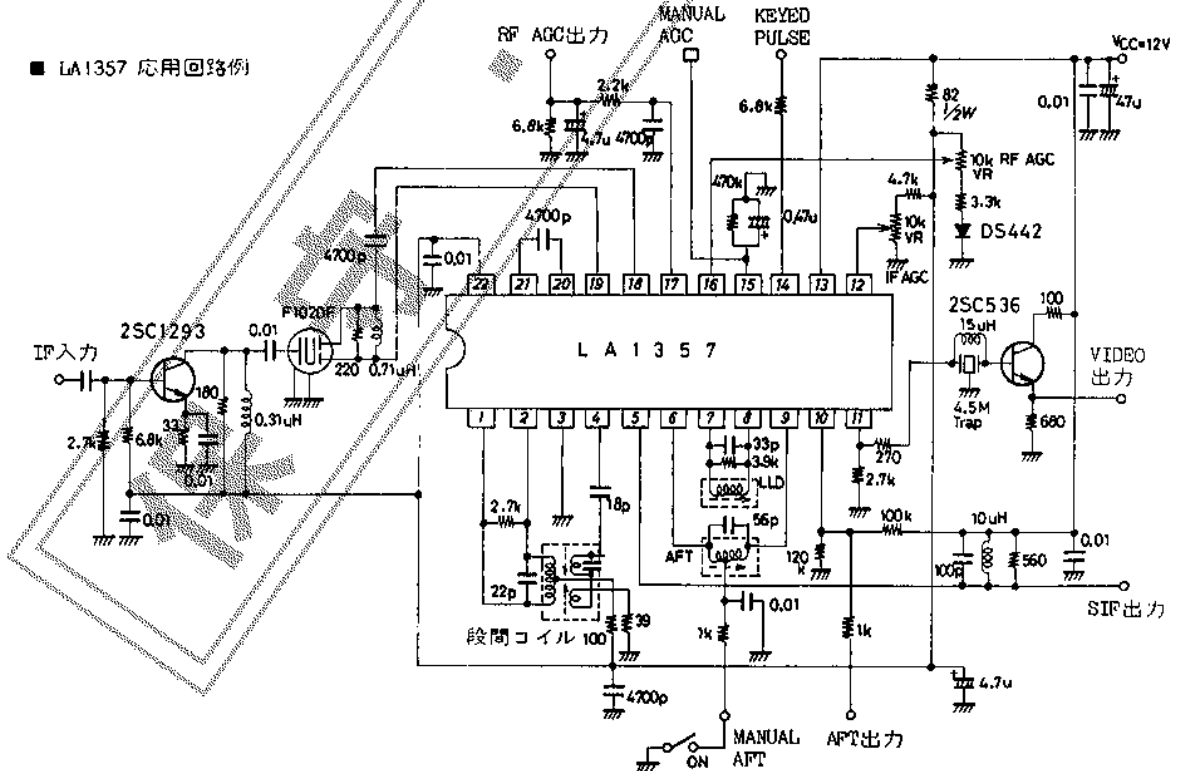 ■ LA1357 応用回路例
RF AGC出力
MANUAL
AGC
KEYED
PULSE
VCC=12V
2.2k
6.8k
4.7u
4700p
6.8k
82
1/2W
0.01
47u
10k RF AGC
VR
3.3k
DS442
4.7k
10k
VR
IF AGC
470k
0.47u
4700p
4700p
0.01
22
21
20
19
18
17
16
15
14
13
12
LA1357
1
2
3
4
5
6
7
8
9
10
11
2SC1293
IF入力
0.01
F1020F
220
0.71uH
180
0.31uH
33
0.01
2.7k
6.8k
0.01
2SC536
15uH
100
4.5M
Trap
680
VIDEO
出力
270
2.7k
33p
3.9k
56p
AFT
18p
2.7k
22p
段間コイル
100
39
4700p
0.01
1k
120
k
100k
1k
10uH
100p
560
0.01
SIF出力
4.7u
ON
MANUAL
AFT
AFT出力